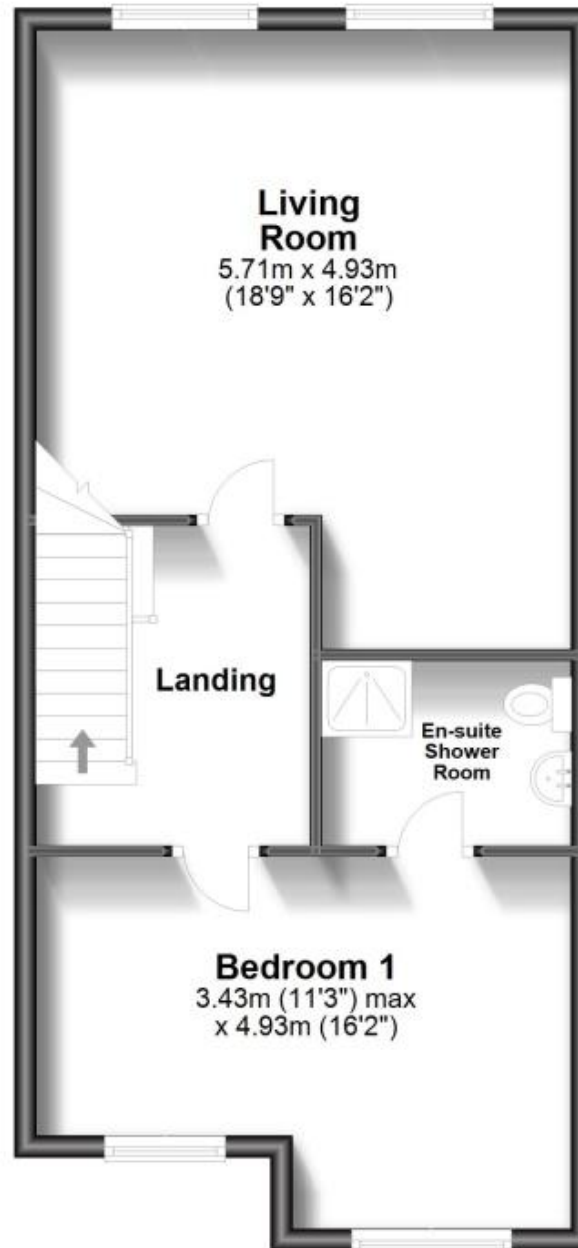 Living
Room
5.71m x 4.93m
(18'9" x 16'2")
Landing
En-suite
Shower
Room
Bedroom 1
3.43m (11'3") max
x 4.93m (16'2")